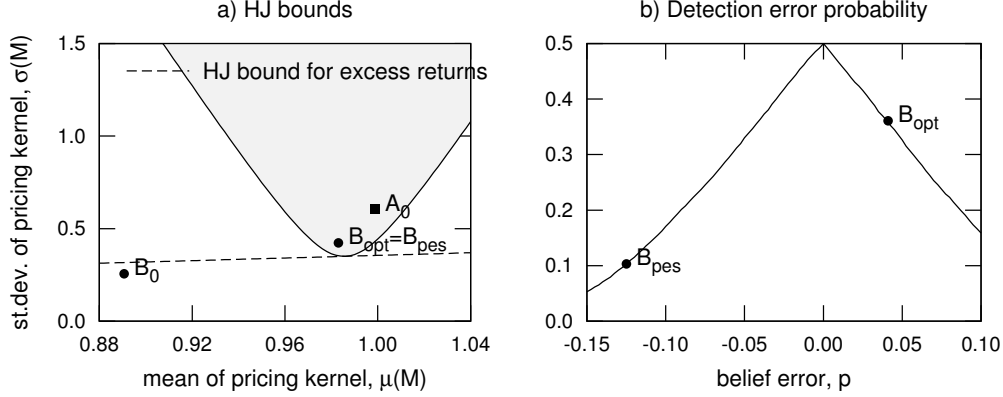 a) HJ bounds
st.dev. of pricing kernel, σ(M)
1.5
1.0
0.5
0.0
HJ bound for excess returns
A0
Bopt=Bpes
B0
0.88 0.92 0.96 1.00 1.04
mean of pricing kernel, μ(M)
b) Detection error probability
0.5
0.4
0.3
0.2
0.1
0.0
Bopt
Bpes
-0.15 -0.10 -0.05 0.00 0.05 0.10
belief error, p